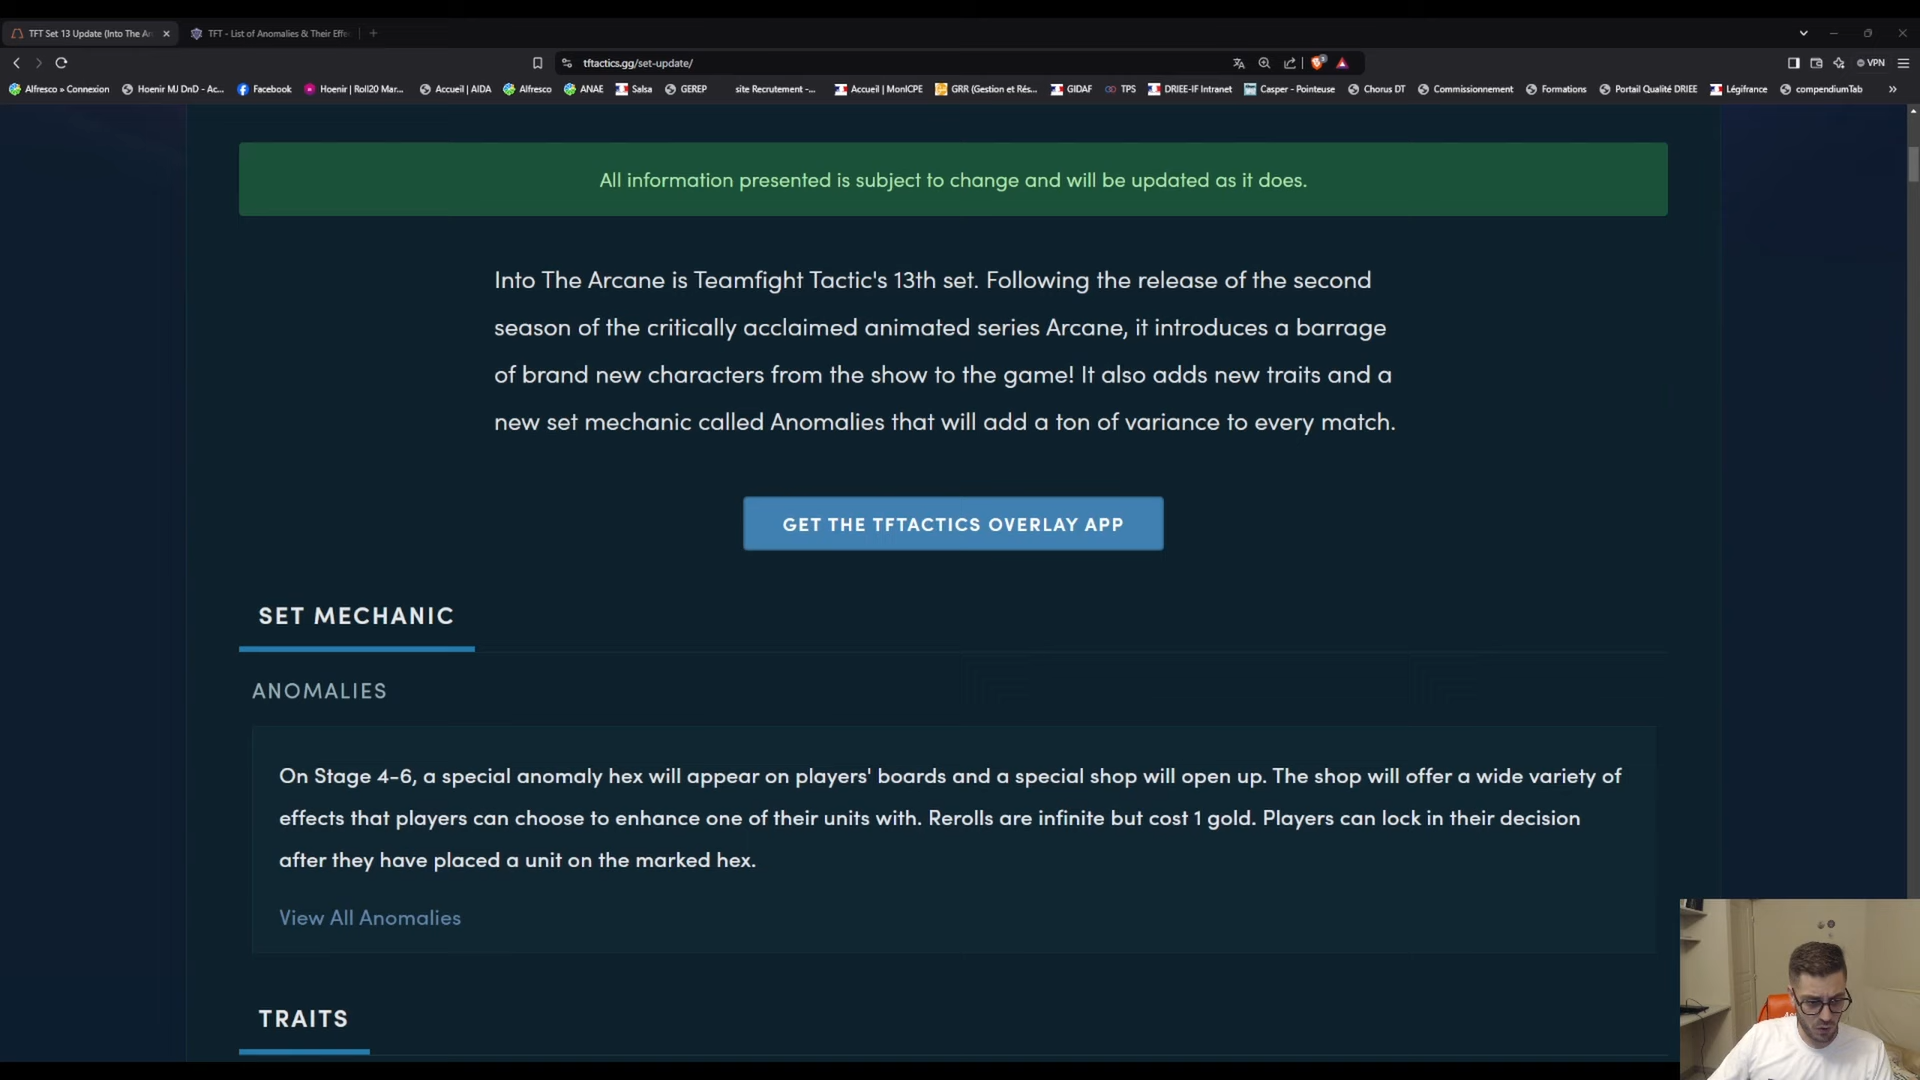 TFT Set 13 Update (Into The Ar
TFT - List of Anomalies & Their Effe
tftactics.gg/set-update/
VPN
Alfresco » Connexion
Hoenir MJ DnD - Ac...
Facebook
Hoenir | Roll20 Mar...
Accueil | AIDA
Alfresco
ANAE
Salsa
GEREP
site Recrutement -...
Accueil | MonICPE
GRR (Gestion et Rés...
GIDAF
TPS
DRIEE-IF Intranet
Casper - Pointeuse
Chorus DT
Commissionnement
Formations
Portail Qualité DRIEE
Légifrance
compendiumTab
All information presented is subject to change and will be updated as it does.
Into The Arcane is Teamfight Tactic's 13th set. Following the release of the second
season of the critically acclaimed animated series Arcane, it introduces a barrage
of brand new characters from the show to the game! It also adds new traits and a
new set mechanic called Anomalies that will add a ton of variance to every match.
GET THE TFTACTICS OVERLAY APP
SET MECHANIC
ANOMALIES
On Stage 4-6, a special anomaly hex will appear on players' boards and a special shop will open up. The shop will offer a wide variety of
effects that players can choose to enhance one of their units with. Rerolls are infinite but cost 1 gold. Players can lock in their decision
after they have placed a unit on the marked hex.
View All Anomalies
TRAITS